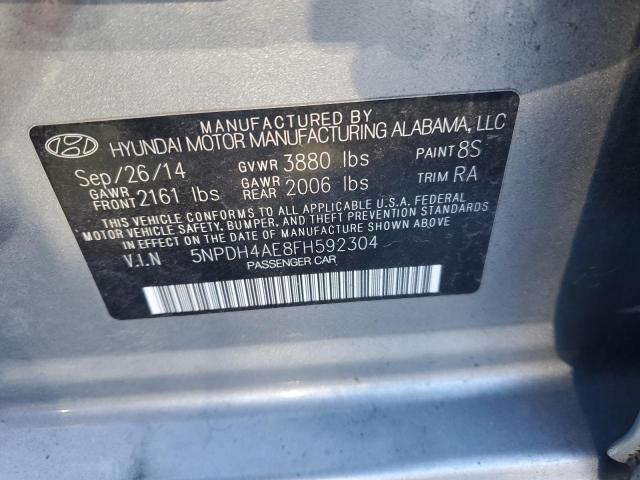 MANUFACTURED BY
HYUNDAI MOTOR MANUFACTURING ALABAMA, LLC
Sep/26/14 GVWR 3880 lbs PAINT 8S
GAWR FRONT 2161 lbs GAWR REAR 2006 lbs TRIM RA
THIS VEHICLE CONFORMS TO ALL APPLICABLE U.S.A. FEDERAL
MOTOR VEHICLE SAFETY, BUMPER, AND THEFT PREVENTION STANDARDS
IN EFFECT ON THE DATE OF MANUFACTURE SHOWN ABOVE.
V.I.N 5NPDH4AE8FH592304
PASSENGER CAR